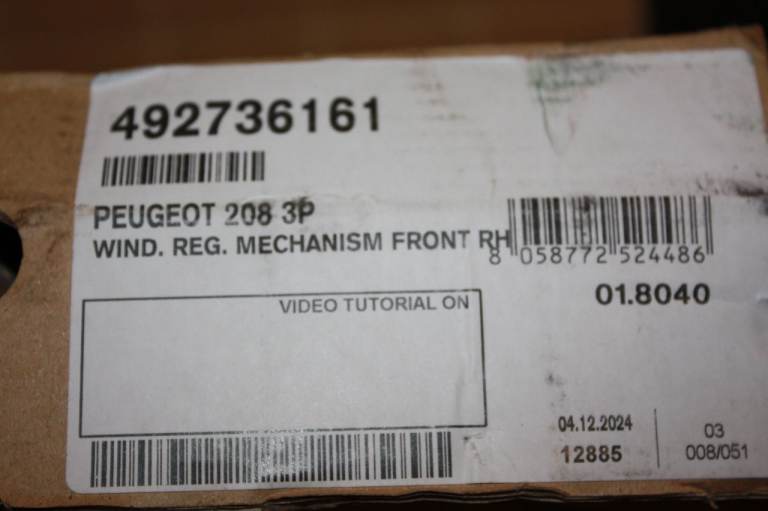 492736161
PEUGEOT 208 3P
WIND. REG. MECHANISM FRONT RH
8 058772 524486
01.8040
VIDEO TUTORIAL ON
04.12.2024
12885
03
008/051